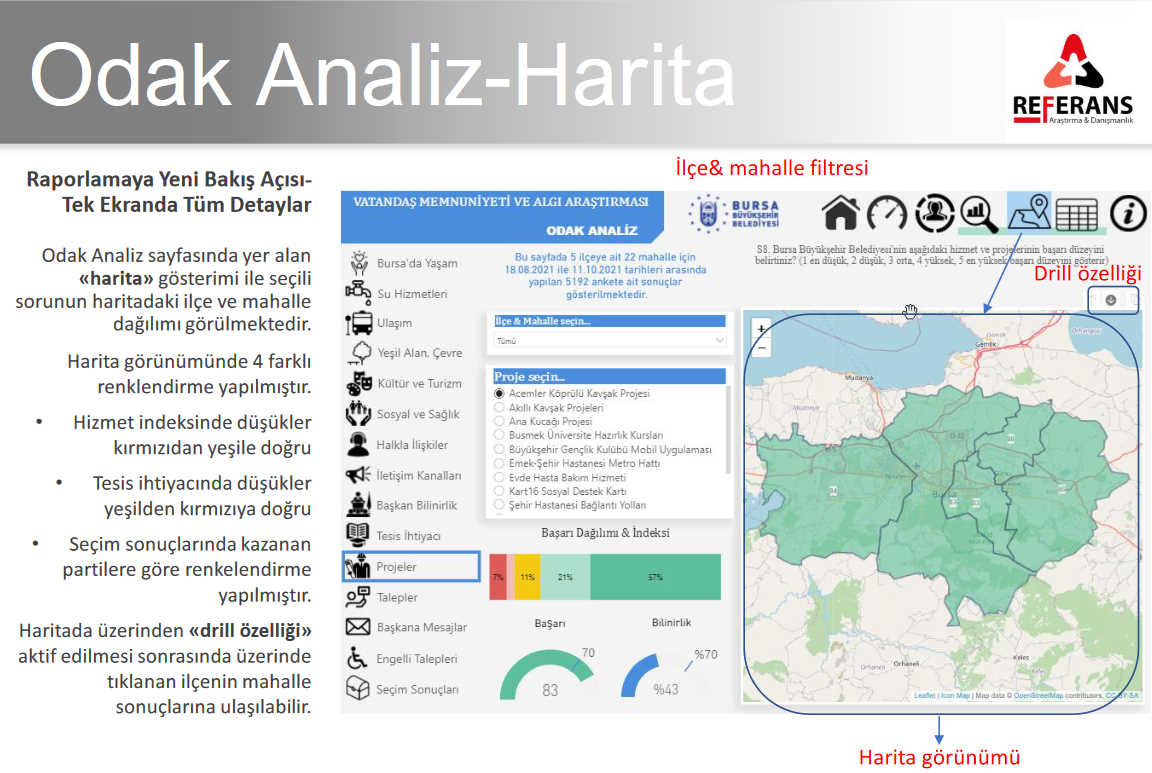 Odak Analiz-Harita
REFERANS
Araştırma & Danışmanlık
Raporlamaya Yeni Bakış Açısı-
Tek Ekranda Tüm Detaylar
Odak Analiz sayfasında yer alan
«harita» gösterimi ile seçili
sorunun haritadaki ilçe ve mahalle
dağılımı görülmektedir.
Harita görünümünde 4 farklı
renklendirme yapılmıştır.
• Hizmet indeksinde düşükler
kırmızıdan yeşile doğru
• Tesis ihtiyacında düşükler
yeşilden kırmızıya doğru
• Seçim sonuçlarında kazanan
partilere göre renkelendirme
yapılmıştır.
Haritada üzerinden «drill özelliği»
aktif edilmesi sonrasında üzerinde
tıklanan ilçenin mahalle
sonuçlarına ulaşılabilir.
İlçe& mahalle filtresi
VATANDAŞ MEMNUNİYETİ VE ALGI ARAŞTIRMASI
ODAK ANALİZ
BURSA
BÜYÜKŞEHİR
BELEDİYESİ
Bursa'da Yaşam
Su Hizmetleri
Ulaşım
Yeşil Alan, Çevre
Kültür ve Turizm
Sosyal ve Sağlık
Halkla İlişkiler
İletişim Kanalları
Başkan Bilinirlik
Tesis İhtiyacı
Projeler
Talepler
Başkana Mesajlar
Engelli Talepleri
Seçim Sonuçları
Bu sayfada 5 ilçeye ait 22 mahalle için
18.08.2021 ile 11.10.2021 tarihleri arasında
yapılan 5192 ankete ait sonuçlar
gösterilmektedir.
İlçe & Mahalle seçin...
Tümü
Proje seçin...
Acemler Köprülü Kavşak Projesi
Akıllı Kavşak Projeleri
Ana Kucağı Projesi
Busmek Üniversite Hazırlık Kursları
Büyükşehir Gençlik Kulübü Mobil Uygulaması
Emek-Şehir Hastanesi Metro Hattı
Evde Hasta Bakım Hizmeti
Kart16 Sosyal Destek Kartı
Şehir Hastanesi Bağlantı Yolları
Başarı Dağılımı & İndeksi
7% 11% 21% 57%
Başarı
70
83
Bilinirlik
%70
%43
S8. Bursa Büyükşehir Belediyesi'nin aşağıdaki hizmet ve projelerinin başarı düzeyini
belirtiniz? (1 en düşük, 2 düşük, 3 orta, 4 yüksek, 5 en yüksek başarı düzeyini gösterir)
Drill özelliği
+
−
Gemlik
Orhangazi
Mudanya
Bursa
Orhaneli
Orhaneli
Keles
Leaflet | Icon Map | Map data © OpenStreetMap contributors, CC-BY-SA
Harita görünümü